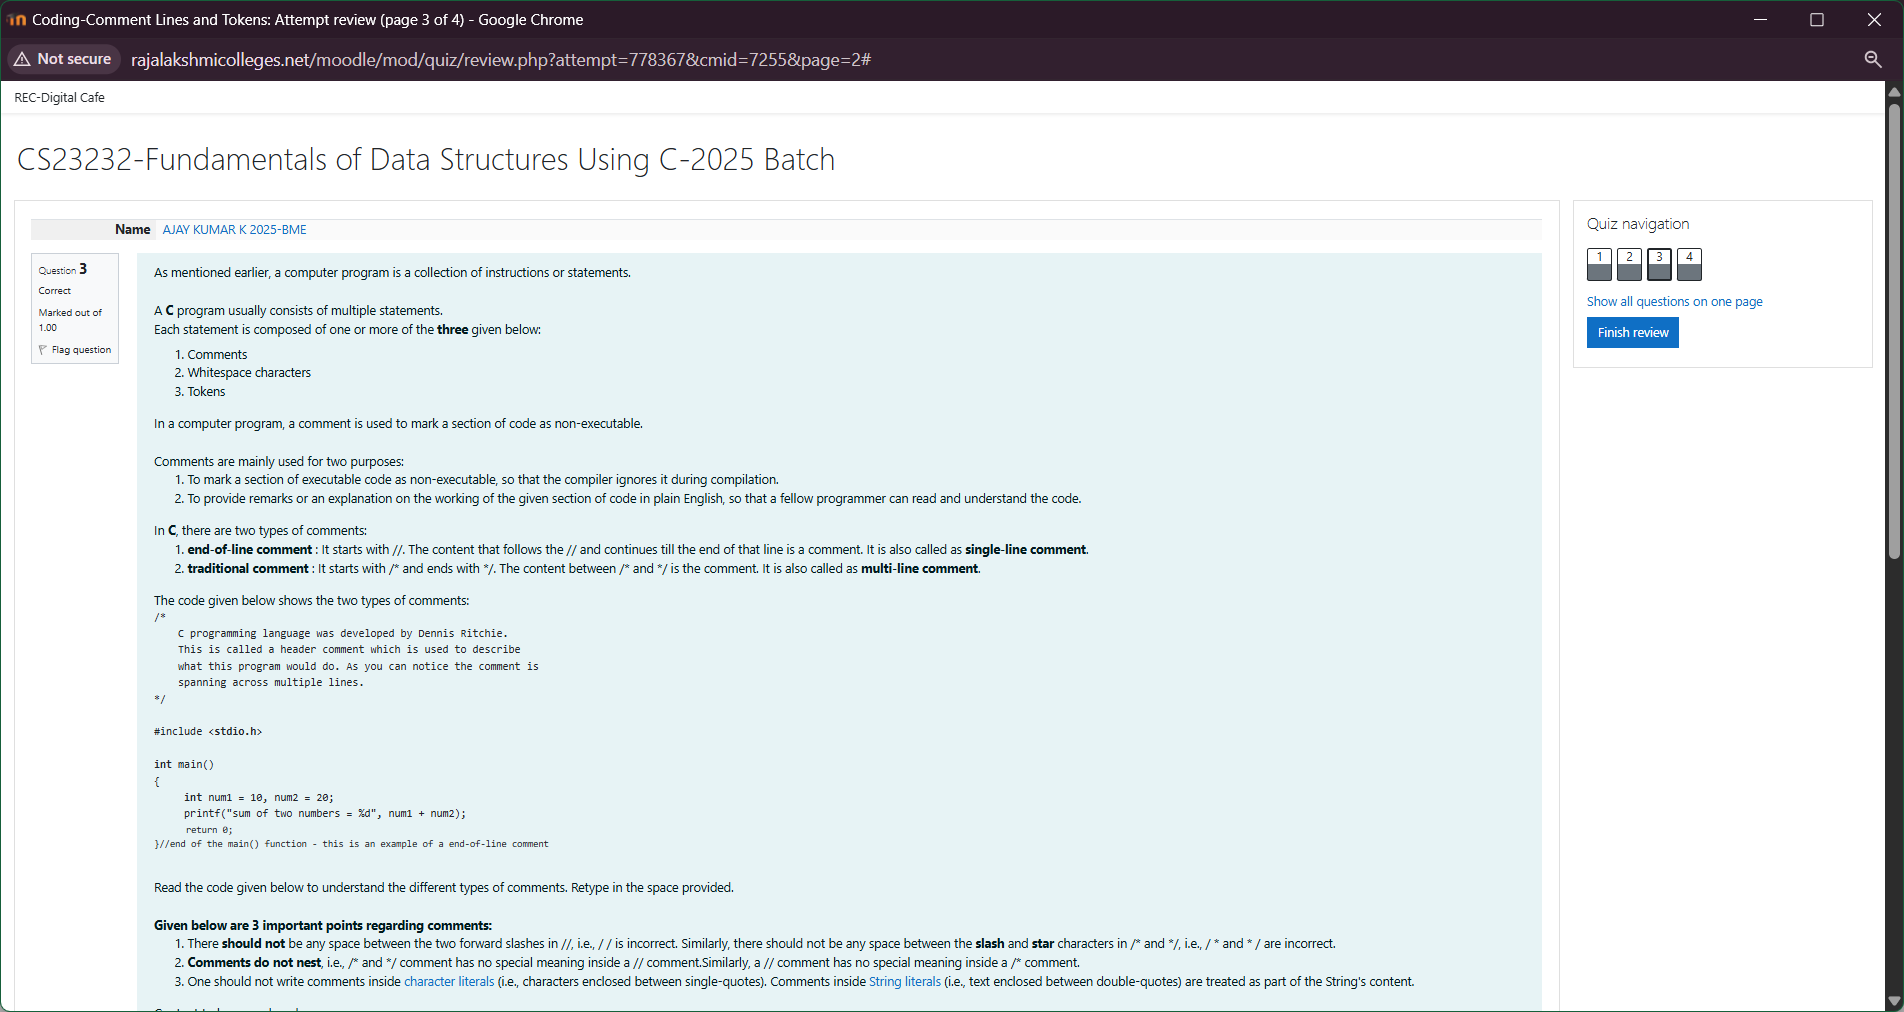 Coding-Comment Lines and Tokens: Attempt review (page 3 of 4) - Google Chrome
Not secure rajalakshmicolleges.net/moodle/mod/quiz/review.php?attempt=778367&cmid=7255&page=2#
REC-Digital Cafe
CS23232-Fundamentals of Data Structures Using C-2025 Batch
Name AJAY KUMAR K 2025-BME
Question 3
Correct
Marked out of
1.00
Flag question
As mentioned earlier, a computer program is a collection of instructions or statements.
A C program usually consists of multiple statements.
Each statement is composed of one or more of the three given below:
1. Comments
2. Whitespace characters
3. Tokens
In a computer program, a comment is used to mark a section of code as non-executable.
Comments are mainly used for two purposes:
1. To mark a section of executable code as non-executable, so that the compiler ignores it during compilation.
2. To provide remarks or an explanation on the working of the given section of code in plain English, so that a fellow programmer can read and understand the code.
In C, there are two types of comments:
1. end-of-line comment : It starts with //. The content that follows the // and continues till the end of that line is a comment. It is also called as single-line comment.
2. traditional comment : It starts with /* and ends with */. The content between /* and */ is the comment. It is also called as multi-line comment.
The code given below shows the two types of comments:
/*
C programming language was developed by Dennis Ritchie.
This is called a header comment which is used to describe
what this program would do. As you can notice the comment is
spanning across multiple lines.
*/
#include <stdio.h>
int main()
{
int num1 = 10, num2 = 20;
printf("sum of two numbers = %d", num1 + num2);
return 0;
}//end of the main() function - this is an example of a end-of-line comment
Read the code given below to understand the different types of comments. Retype in the space provided.
Given below are 3 important points regarding comments:
1. There should not be any space between the two forward slashes in //, i.e., / / is incorrect. Similarly, there should not be any space between the slash and star characters in /* and */, i.e., / * and * / are incorrect.
2. Comments do not nest, i.e., /* and */ comment has no special meaning inside a // comment.Similarly, a // comment has no special meaning inside a /* comment.
3. One should not write comments inside character literals (i.e., characters enclosed between single-quotes). Comments inside String literals (i.e., text enclosed between double-quotes) are treated as part of the String's content.
Quiz navigation
1 2 3 4
Show all questions on one page
Finish review